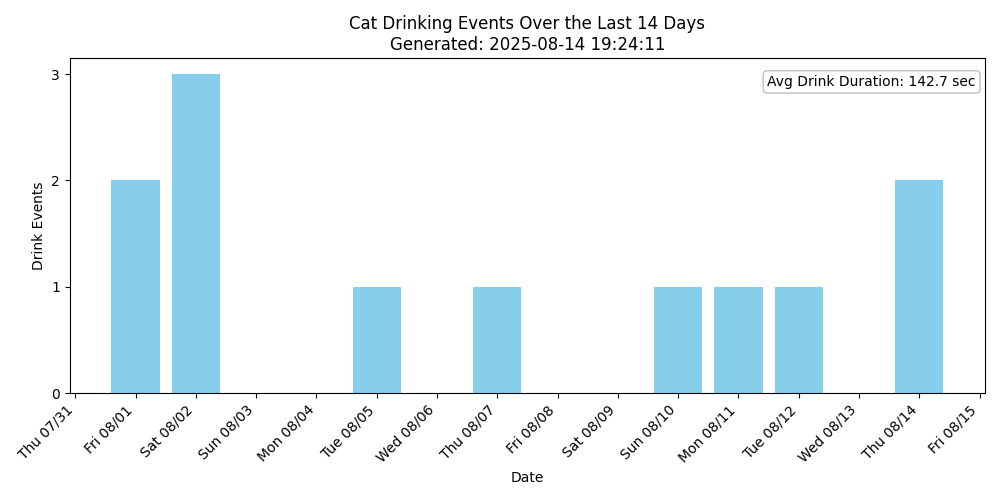 Cat Drinking Events Over the Last 14 Days
Generated: 2025-08-14 19:24:11
Avg Drink Duration: 142.7 sec
Drink Events
3
2
1
0
Thu 07/31
Fri 08/01
Sat 08/02
Sun 08/03
Mon 08/04
Tue 08/05
Wed 08/06
Thu 08/07
Fri 08/08
Sat 08/09
Sun 08/10
Mon 08/11
Tue 08/12
Wed 08/13
Thu 08/14
Fri 08/15
Date